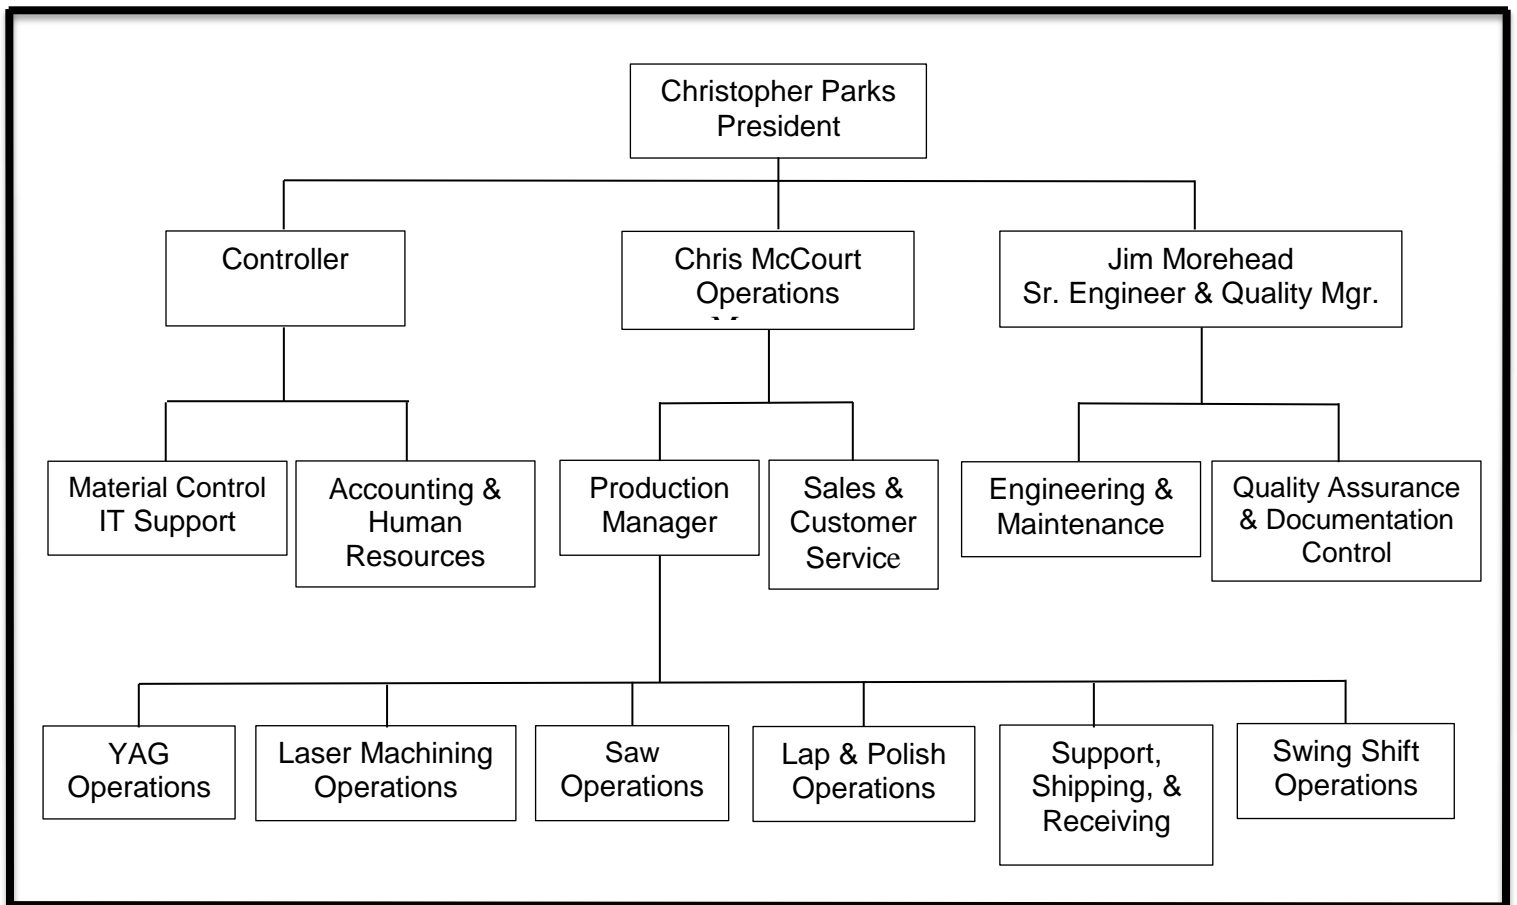 Christopher Parks
President
Controller
Chris McCourt
Operations
Jim Morehead
Sr. Engineer & Quality Mgr.
Material Control
IT Support
Accounting &
Human
Resources
Production
Manager
Sales &
Customer
Service
Engineering &
Maintenance
Quality Assurance
& Documentation
Control
YAG
Operations
Laser Machining
Operations
Saw
Operations
Lap & Polish
Operations
Support,
Shipping, &
Receiving
Swing Shift
Operations